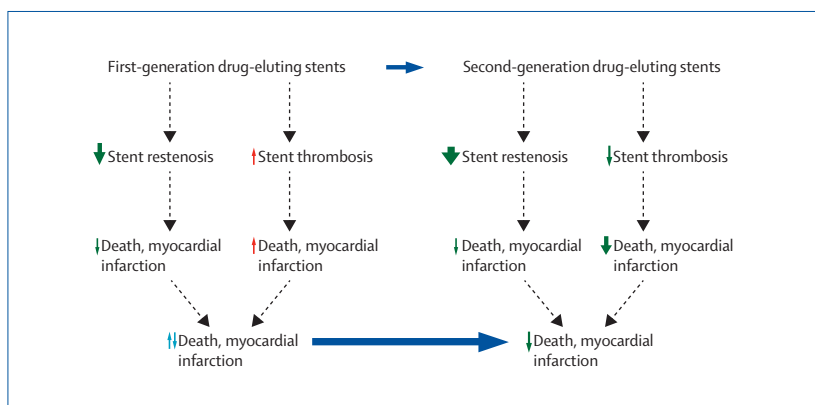 First-generation drug-eluting stents
Second-generation drug-eluting stents
Stent restenosis
Stent thrombosis
Stent restenosis
Stent thrombosis
Death, myocardial
infarction
Death, myocardial
infarction
Death, myocardial
infarction
Death, myocardial
infarction
Death, myocardial
infarction
Death, myocardial
infarction